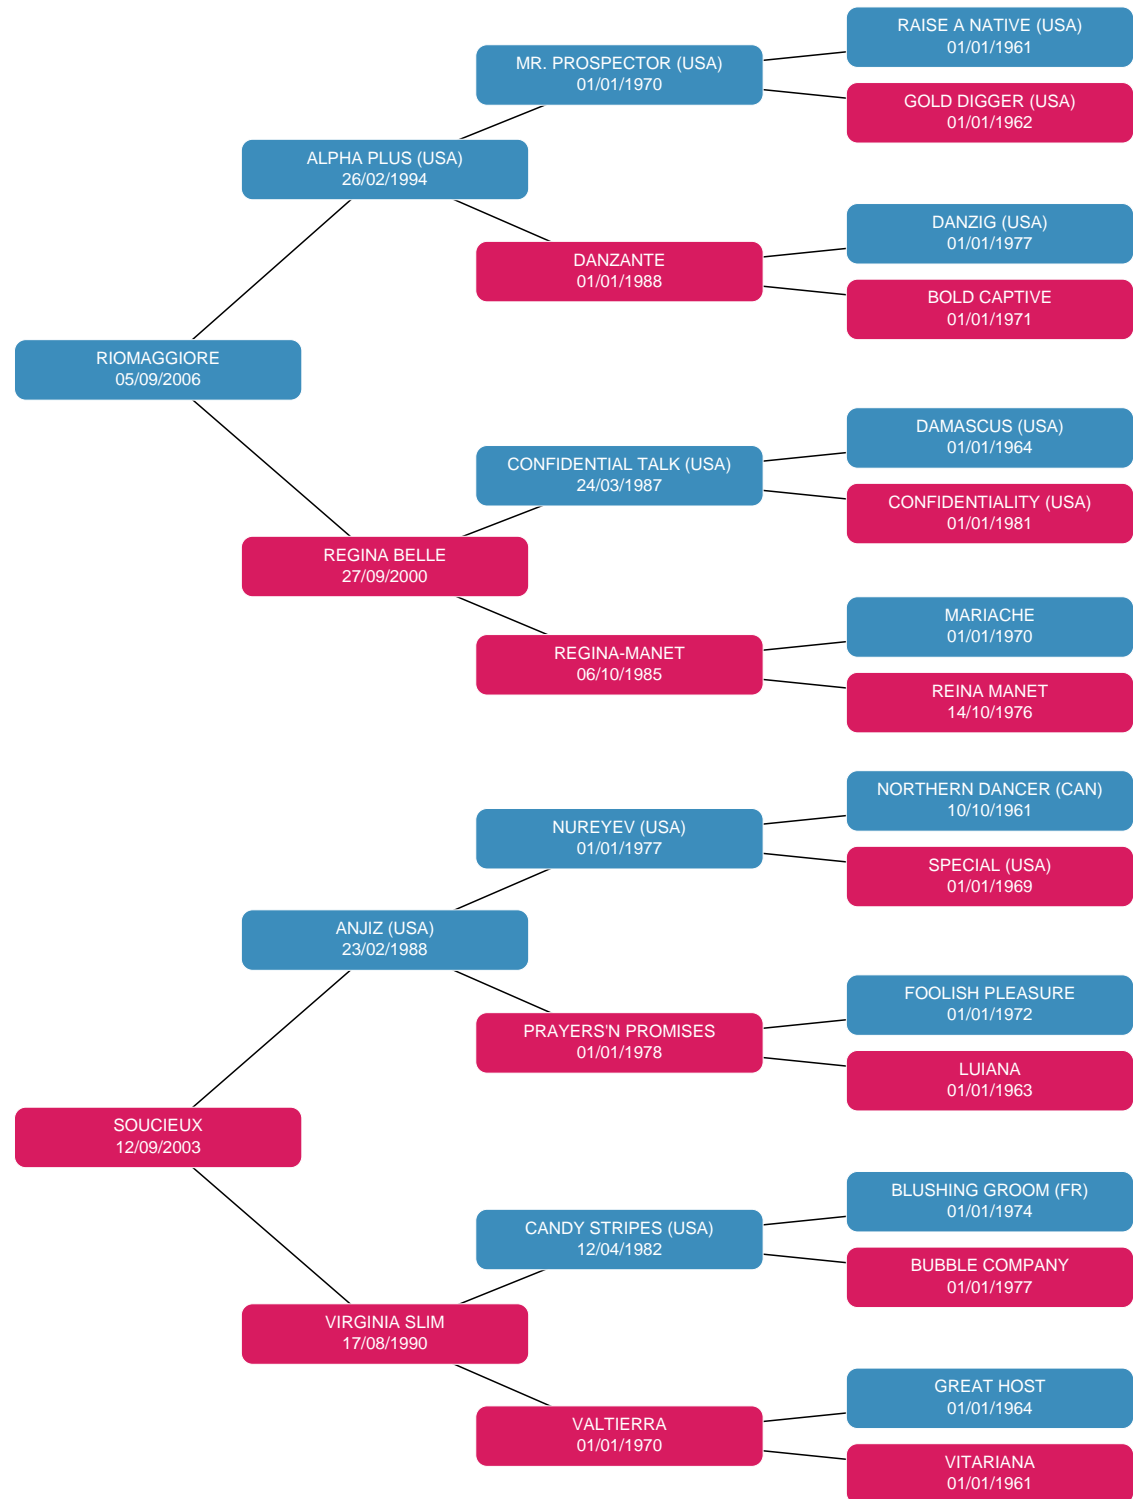 RAISE A NATIVE (USA)
01/01/1961
MR. PROSPECTOR (USA)
01/01/1970
GOLD DIGGER (USA)
01/01/1962
ALPHA PLUS (USA)
26/02/1994
DANZIG (USA)
01/01/1977
DANZANTE
01/01/1988
BOLD CAPTIVE
01/01/1971
RIOMAGGIORE
05/09/2006
DAMASCUS (USA)
01/01/1964
CONFIDENTIAL TALK (USA)
24/03/1987
CONFIDENTIALITY (USA)
01/01/1981
REGINA BELLE
27/09/2000
MARIACHE
01/01/1970
REGINA-MANET
06/10/1985
REINA MANET
14/10/1976
NORTHERN DANCER (CAN)
10/10/1961
NUREYEV (USA)
01/01/1977
SPECIAL (USA)
01/01/1969
ANJIZ (USA)
23/02/1988
FOOLISH PLEASURE
01/01/1972
PRAYERS'N PROMISES
01/01/1978
LUIANA
01/01/1963
SOUCIEUX
12/09/2003
BLUSHING GROOM (FR)
01/01/1974
CANDY STRIPES (USA)
12/04/1982
BUBBLE COMPANY
01/01/1977
VIRGINIA SLIM
17/08/1990
GREAT HOST
01/01/1964
VALTIERRA
01/01/1970
VITARIANA
01/01/1961